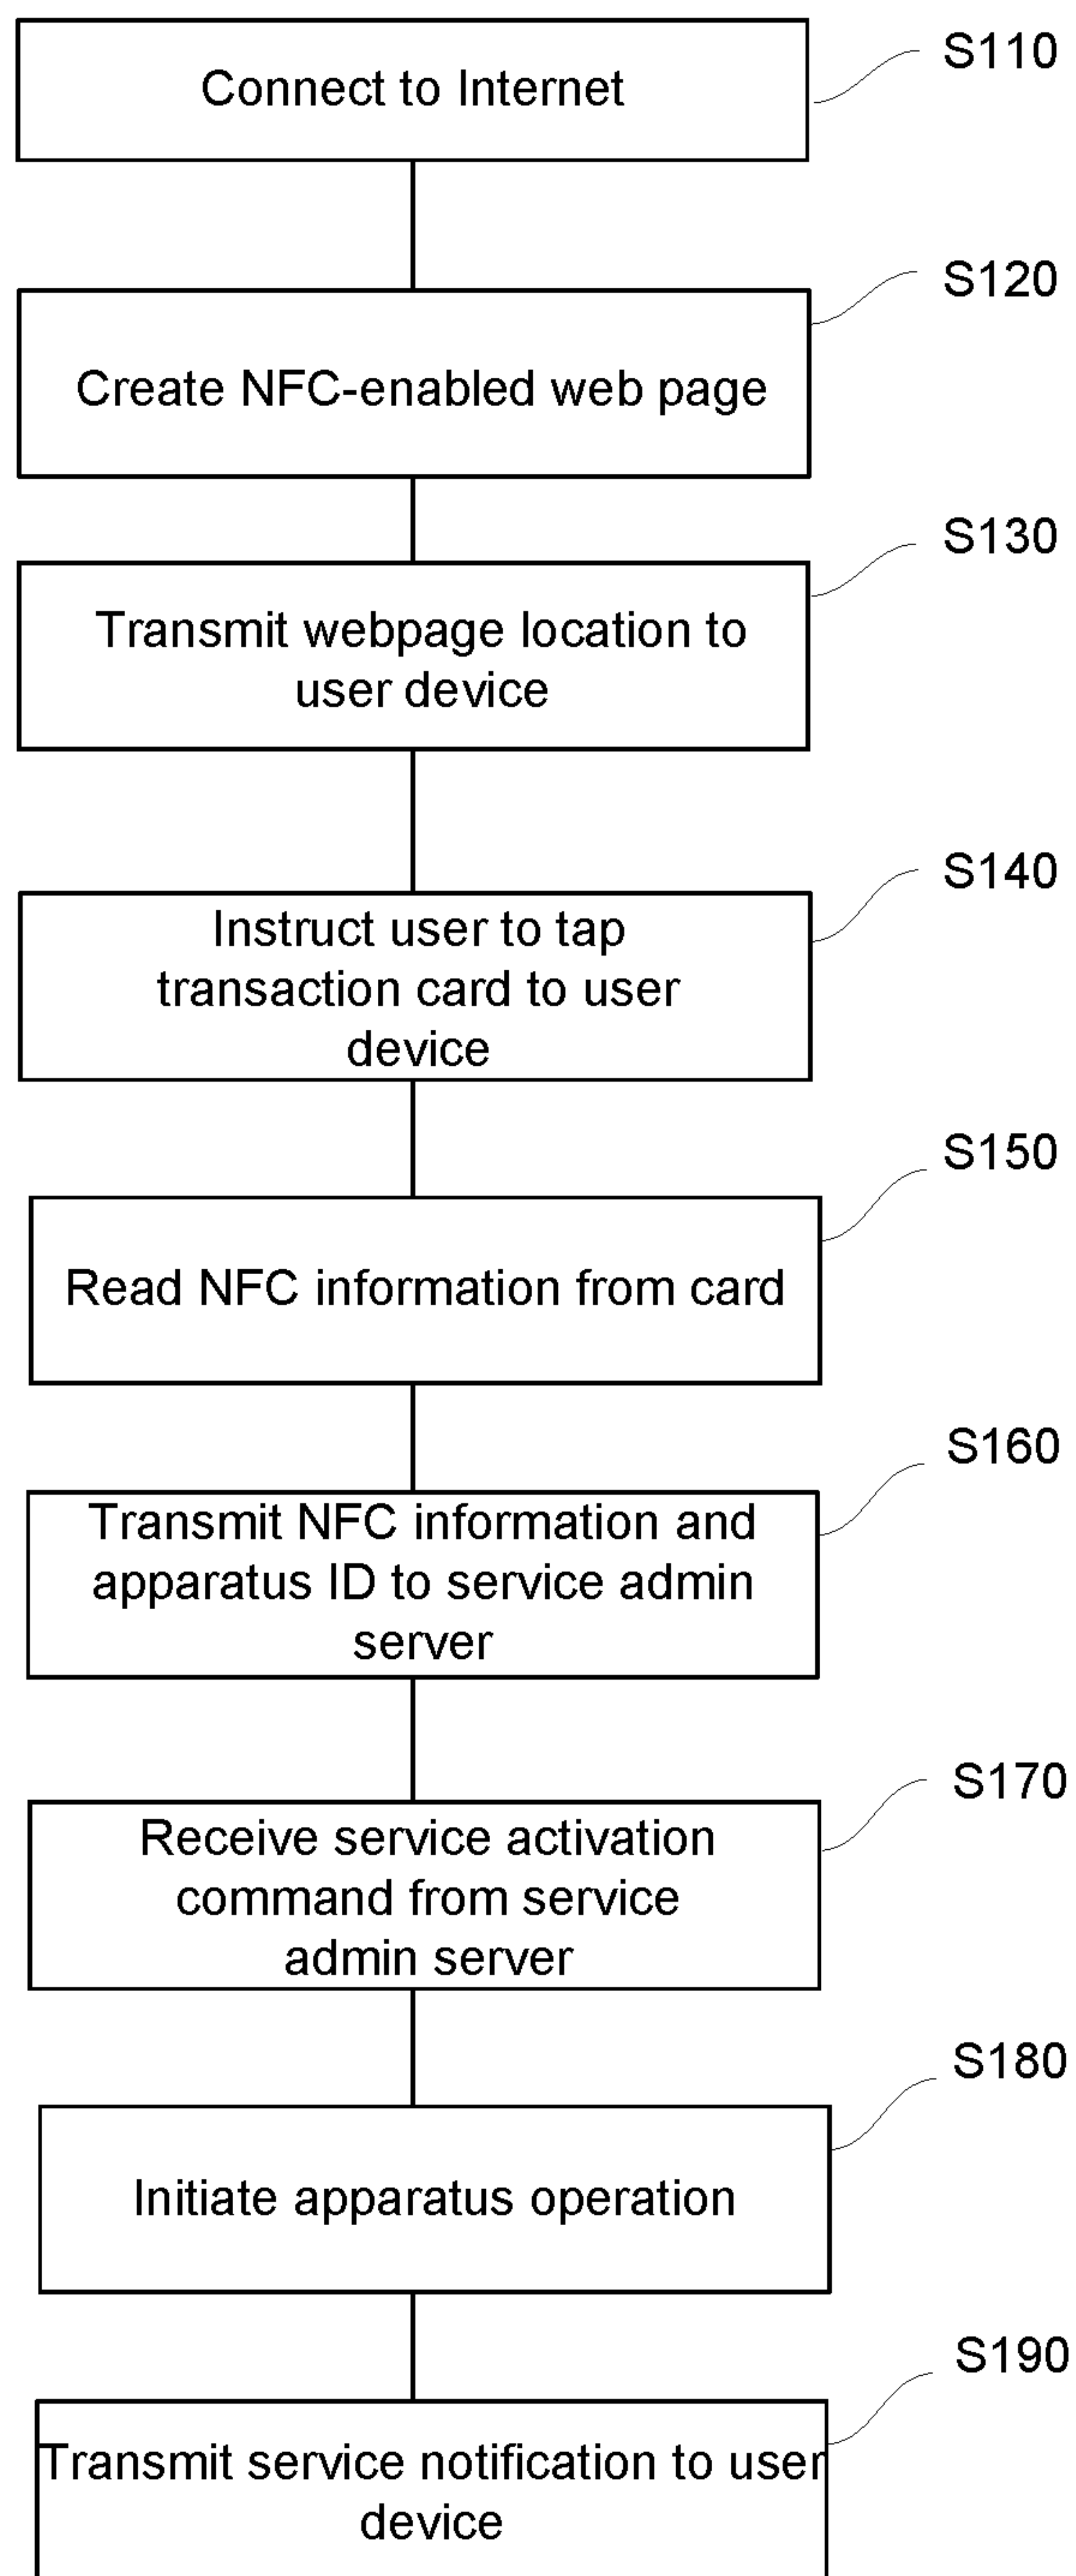 Connect to Internet
S110
Create NFC-enabled web page
S120
Transmit webpage location to
user device
S130
Instruct user to tap
transaction card to user
device
S140
Read NFC information from card
S150
Transmit NFC information and
apparatus ID to service admin
server
S160
Receive service activation
command from service
admin server
S170
Initiate apparatus operation
S180
Transmit service notification to user
device
S190